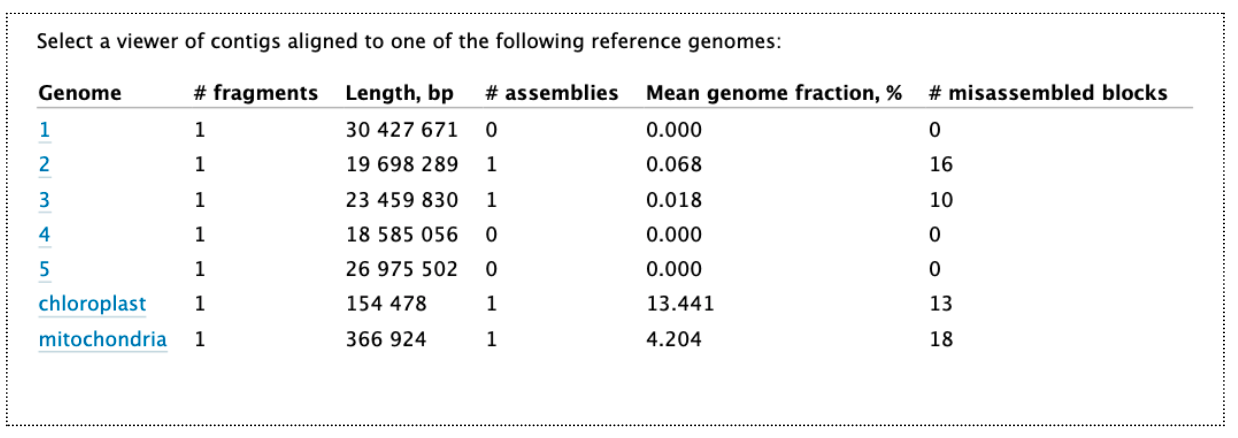 Select a viewer of contigs aligned to one of the following reference genomes:
Genome # fragments Length, bp # assemblies Mean genome fraction, % # misassembled blocks
1 1 30 427 671 0 0.000 0
2 1 19 698 289 1 0.068 16
3 1 23 459 830 1 0.018 10
4 1 18 585 056 0 0.000 0
5 1 26 975 502 0 0.000 0
chloroplast 1 154 478 1 13.441 13
mitochondria 1 366 924 1 4.204 18